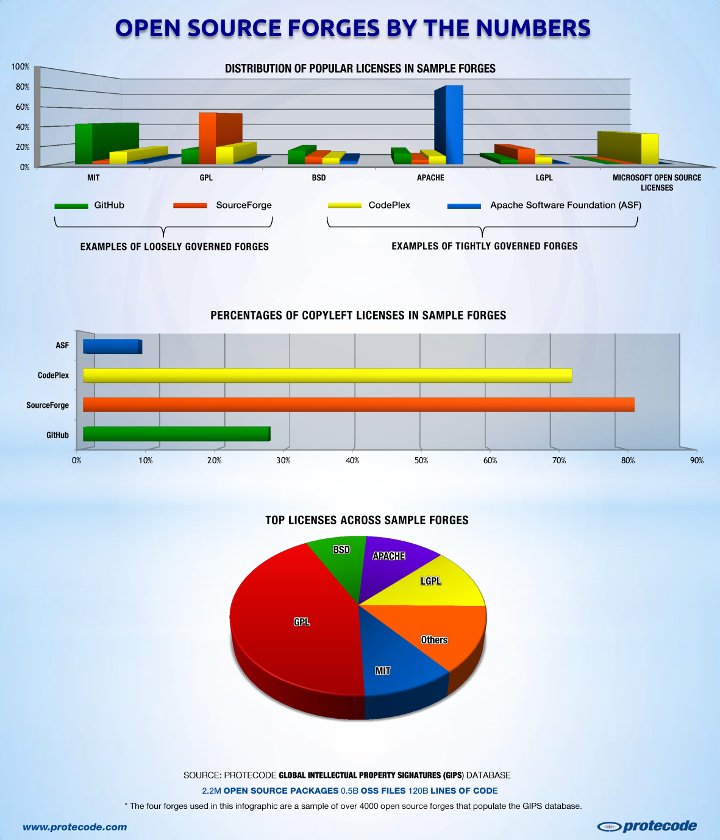 OPEN SOURCE FORGES BY THE NUMBERS
DISTRIBUTION OF POPULAR LICENSES IN SAMPLE FORGES
100%
80%
60%
40%
20%
0%
MIT GPL BSD APACHE LGPL MICROSOFT OPEN SOURCE
LICENSES
GitHub SourceForge CodePlex Apache Software Foundation (ASF)
EXAMPLES OF LOOSELY GOVERNED FORGES EXAMPLES OF TIGHTLY GOVERNED FORGES
PERCENTAGES OF COPYLEFT LICENSES IN SAMPLE FORGES
ASF
CodePlex
SourceForge
GitHub
0% 10% 20% 30% 40% 50% 60% 70% 80% 90%
TOP LICENSES ACROSS SAMPLE FORGES
BSD
APACHE
LGPL
GPL
Others
MIT
SOURCE: PROTECODE GLOBAL INTELLECTUAL PROPERTY SIGNATURES (GIPS) DATABASE
2.2M OPEN SOURCE PACKAGES 0.5B OSS FILES 120B LINES OF CODE
* The four forges used in this infographic are a sample of over 4000 open source forges that populate the GIPS database.
www.protecode.com protecode